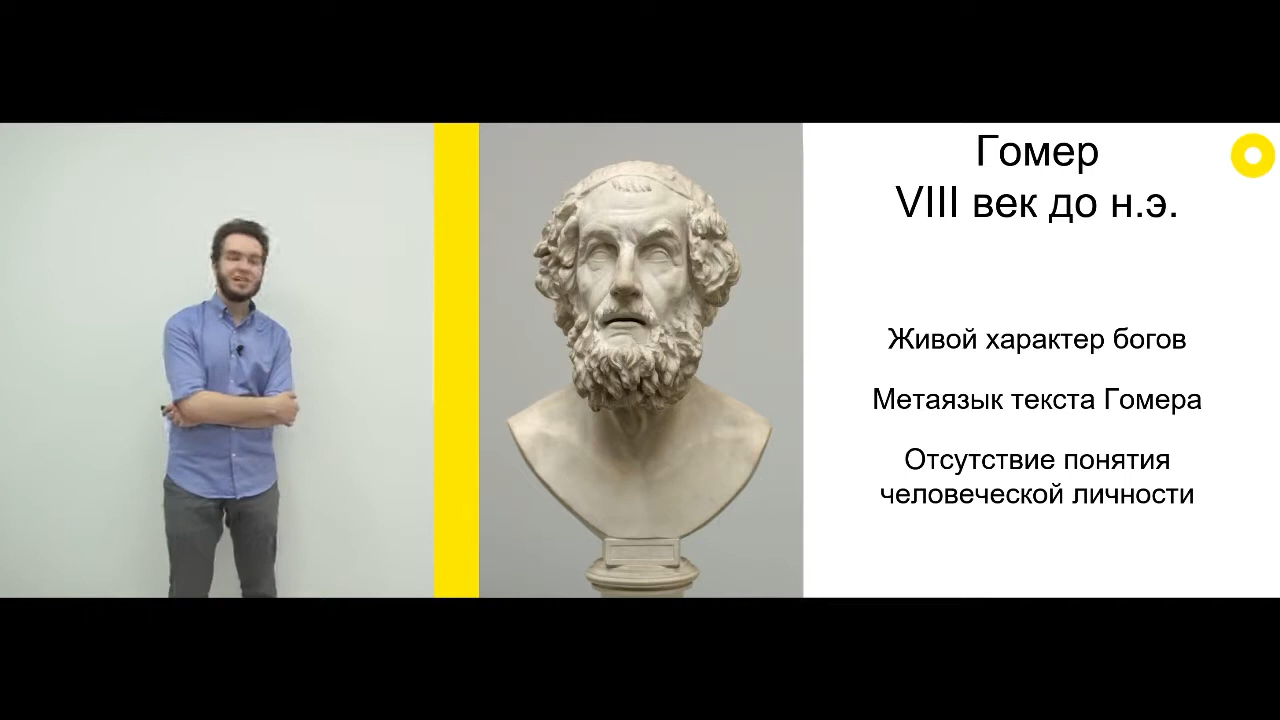 Гомер
VIII век до н.э.
Живой характер богов
Метаязык текста Гомера
Отсутствие понятия
человеческой личности